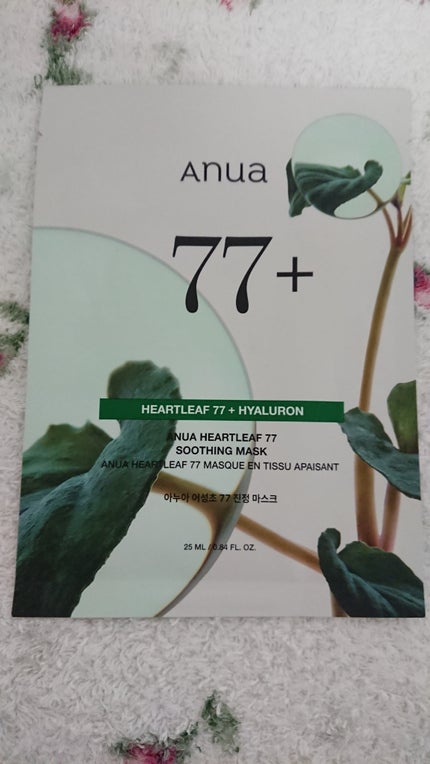 Anua
77+
HEARTLEAF 77 + HYALURON
ANUA HEARTLEAF 77
SOOTHING MASK
ANUA HEARTLEAF 77 MASQUE EN TISSU APAISANT
아누아 어성초 77 진정 마스크
25 ML / 0.84 FL. OZ.